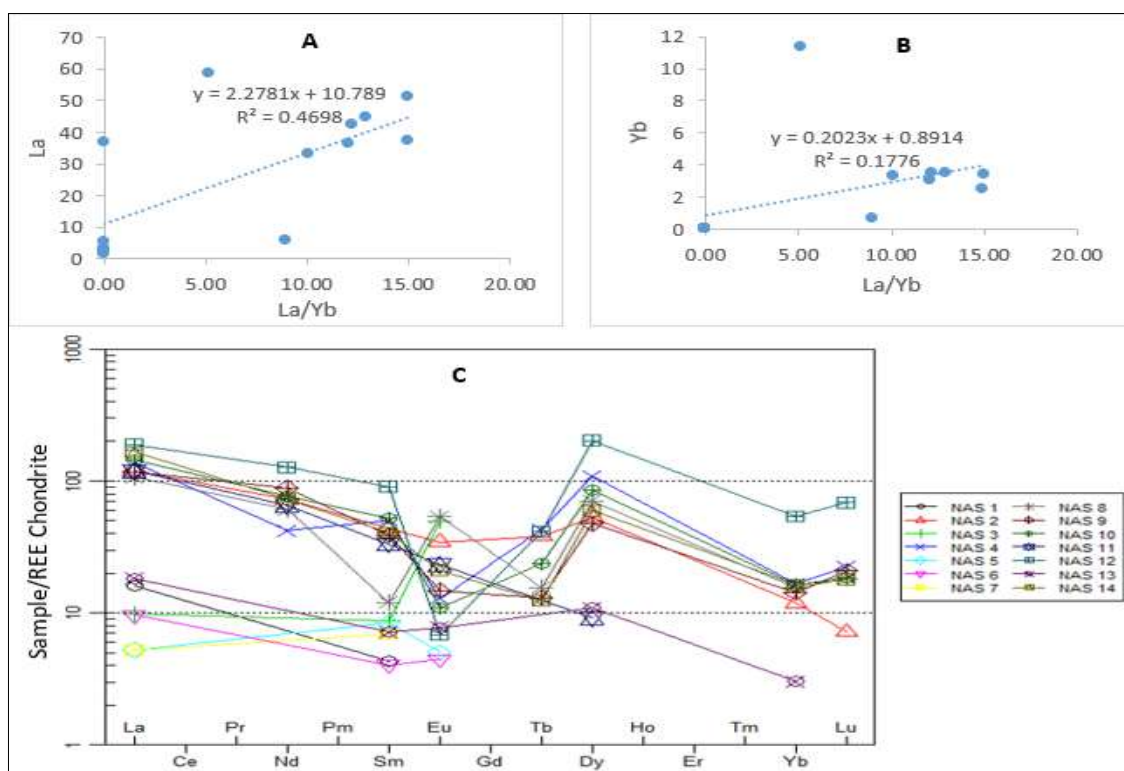 A
70
60
50
40
30
20
10
0
La
y = 2.2781x + 10.789
R² = 0.4698
0.00 5.00 10.00 15.00 20.00
La/Yb
B
12
10
8
6
4
2
0
Yb
y = 0.2023x + 0.8914
R² = 0.1776
0.00 5.00 10.00 15.00 20.00
La/Yb
C
1000
100
10
1
Sample/REE Chondrite
La Pr Pm Eu Tb Ho Tm Lu
Ce Nd Sm Gd Dy Er Yb
NAS 1 NAS 8
NAS 2 NAS 9
NAS 3 NAS 10
NAS 4 NAS 11
NAS 5 NAS 12
NAS 6 NAS 13
NAS 7 NAS 14